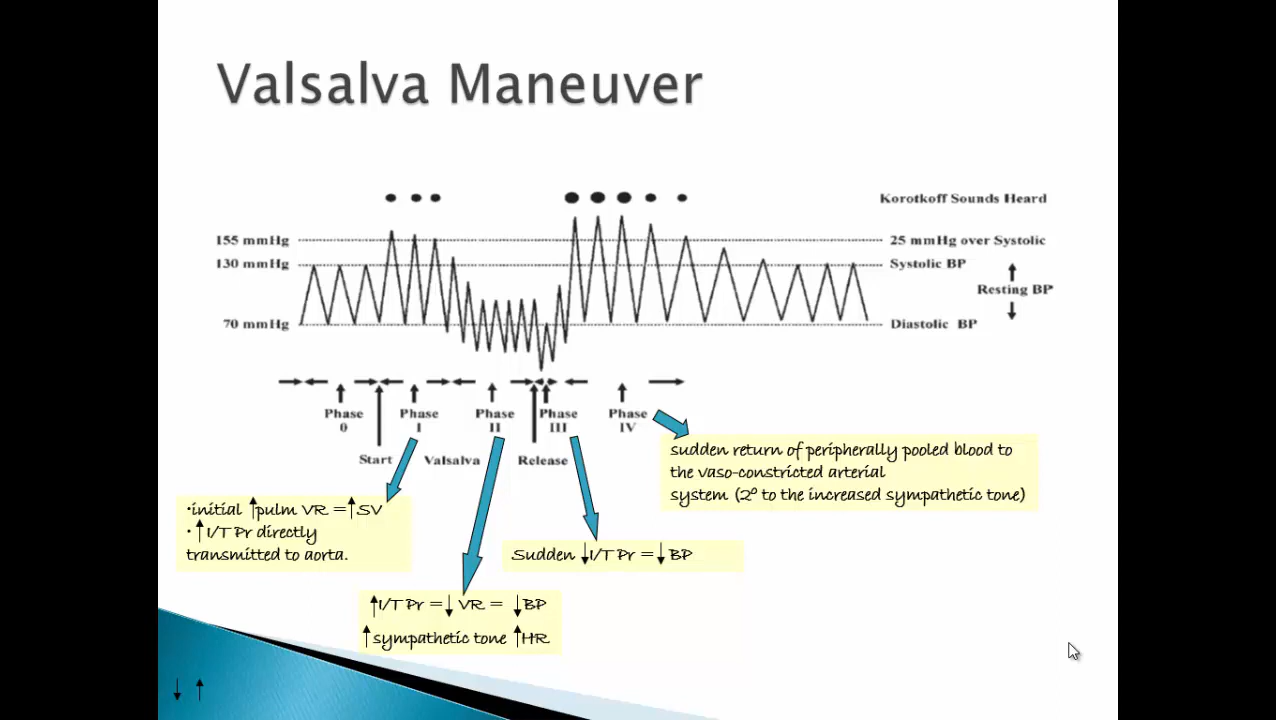 Valsalva Maneuver
Korotkoff Sounds Heard
155 mmHg
25 mmHg over Systolic
130 mmHg
Systolic BP
Resting BP
70 mmHg
Diastolic BP
Phase
0
Phase
I
Phase
II
Phase
III
Phase
IV
Start
Valsalva
Release
sudden return of peripherally pooled blood to
the vaso-constricted arterial
system (2º to the increased sympathetic tone)
•initial ↑pulm VR =↑SV
• ↑I/T Pr directly
transmitted to aorta.
Sudden ↓I/T Pr = ↓ BP
↑I/T Pr =↓ VR = ↓BP
↑sympathetic tone ↑HR
↓ ↑